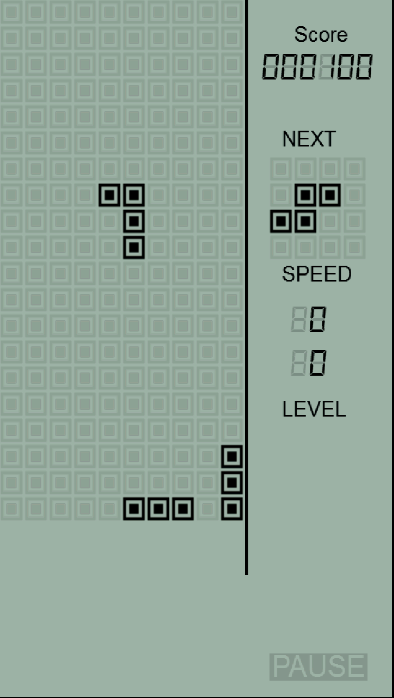 Score
000100
NEXT
SPEED
0
0
LEVEL
PAUSE